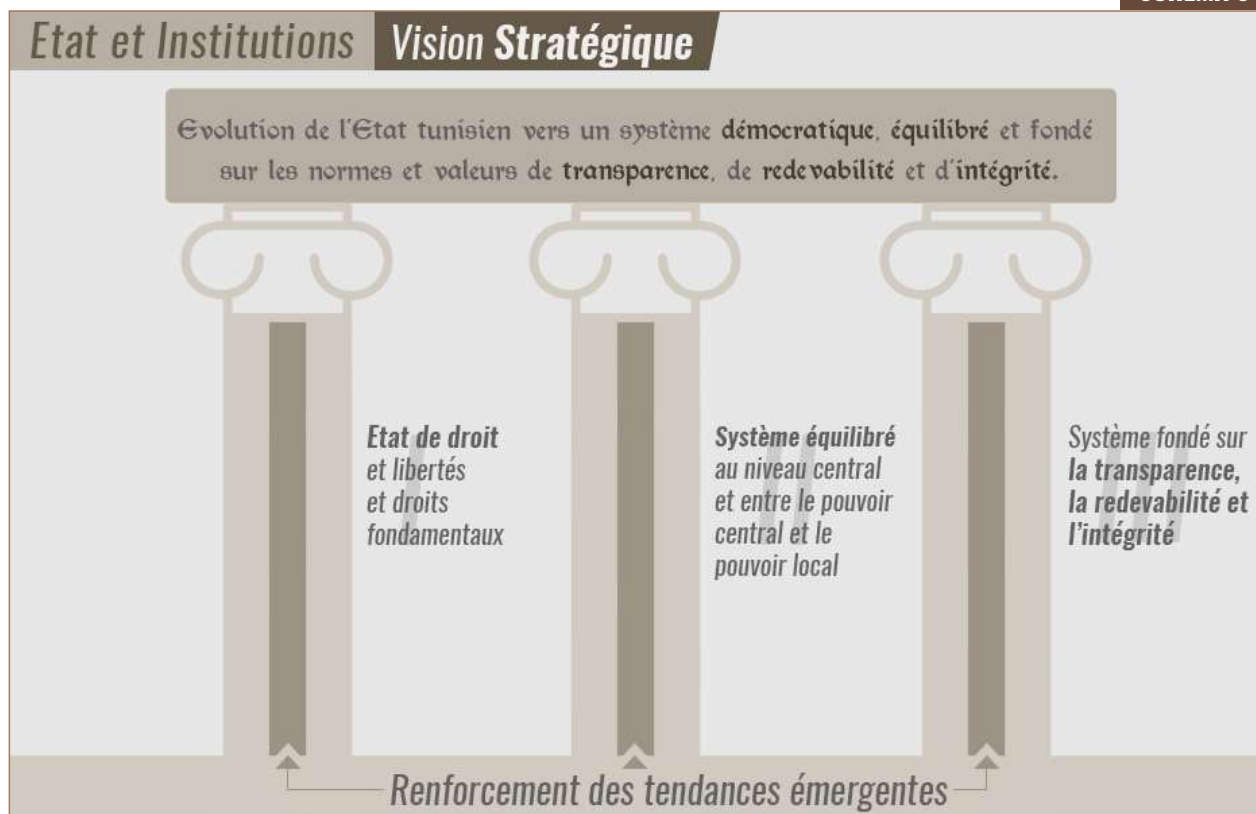 Etat et Institutions Vision Stratégique
Evolution de l'Etat tunisien vers un système démocratique, équilibré et fondé
sur les normes et valeurs de transparence, de redevabilité et d'intégrité.
I
Etat de droit
et libertés
et droits
fondamentaux
II
Système équilibré
au niveau central
et entre le pouvoir
central et le
pouvoir local
III
Système fondé sur
la transparence,
la redevabilité et
l'intégrité
Renforcement des tendances émergentes